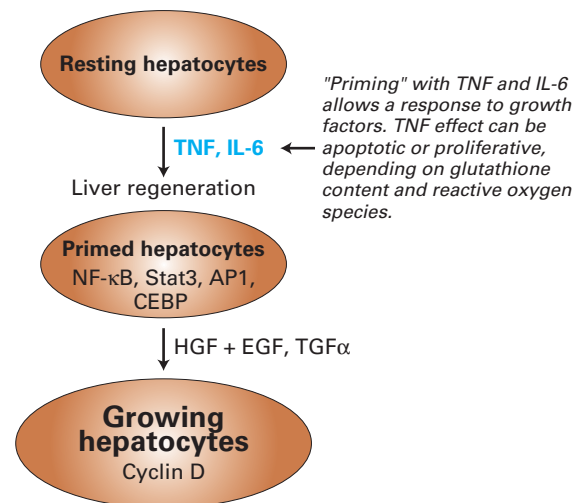 Resting hepatocytes
TNF, IL-6
"Priming" with TNF and IL-6
allows a response to growth
factors. TNF effect can be
apoptotic or proliferative,
depending on glutathione
content and reactive oxygen
species.
Liver regeneration
Primed hepatocytes
NF-κB, Stat3, AP1,
CEBP
HGF + EGF, TGFα
Growing
hepatocytes
Cyclin D